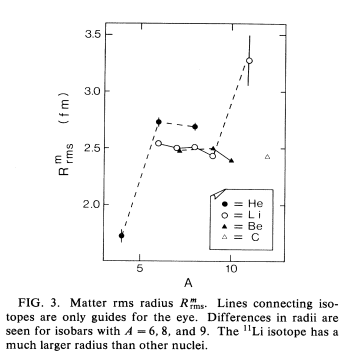 3.5
3.0
2.5
2.0
R^m_rms (fm)
5
10
A
● = He
○ = Li
▲ = Be
△ = C
FIG. 3. Matter rms radius R^m_rms. Lines connecting iso-
topes are only guides for the eye. Differences in radii are
seen for isobars with A = 6, 8, and 9. The ¹¹Li isotope has a
much larger radius than other nuclei.